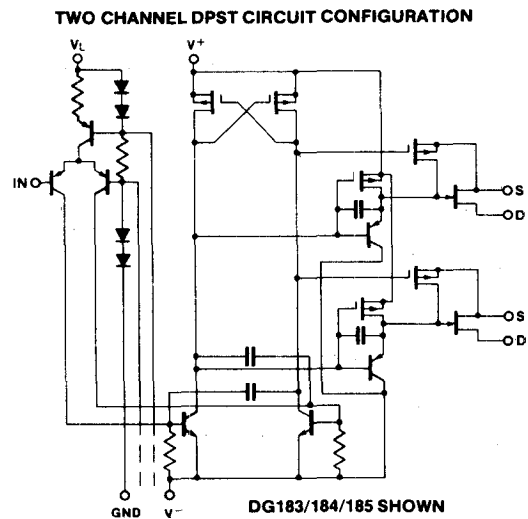 TWO CHANNEL DPST CIRCUIT CONFIGURATION
VL
V+
IN
S
D
S
D
GND
V-
DG183/184/185 SHOWN